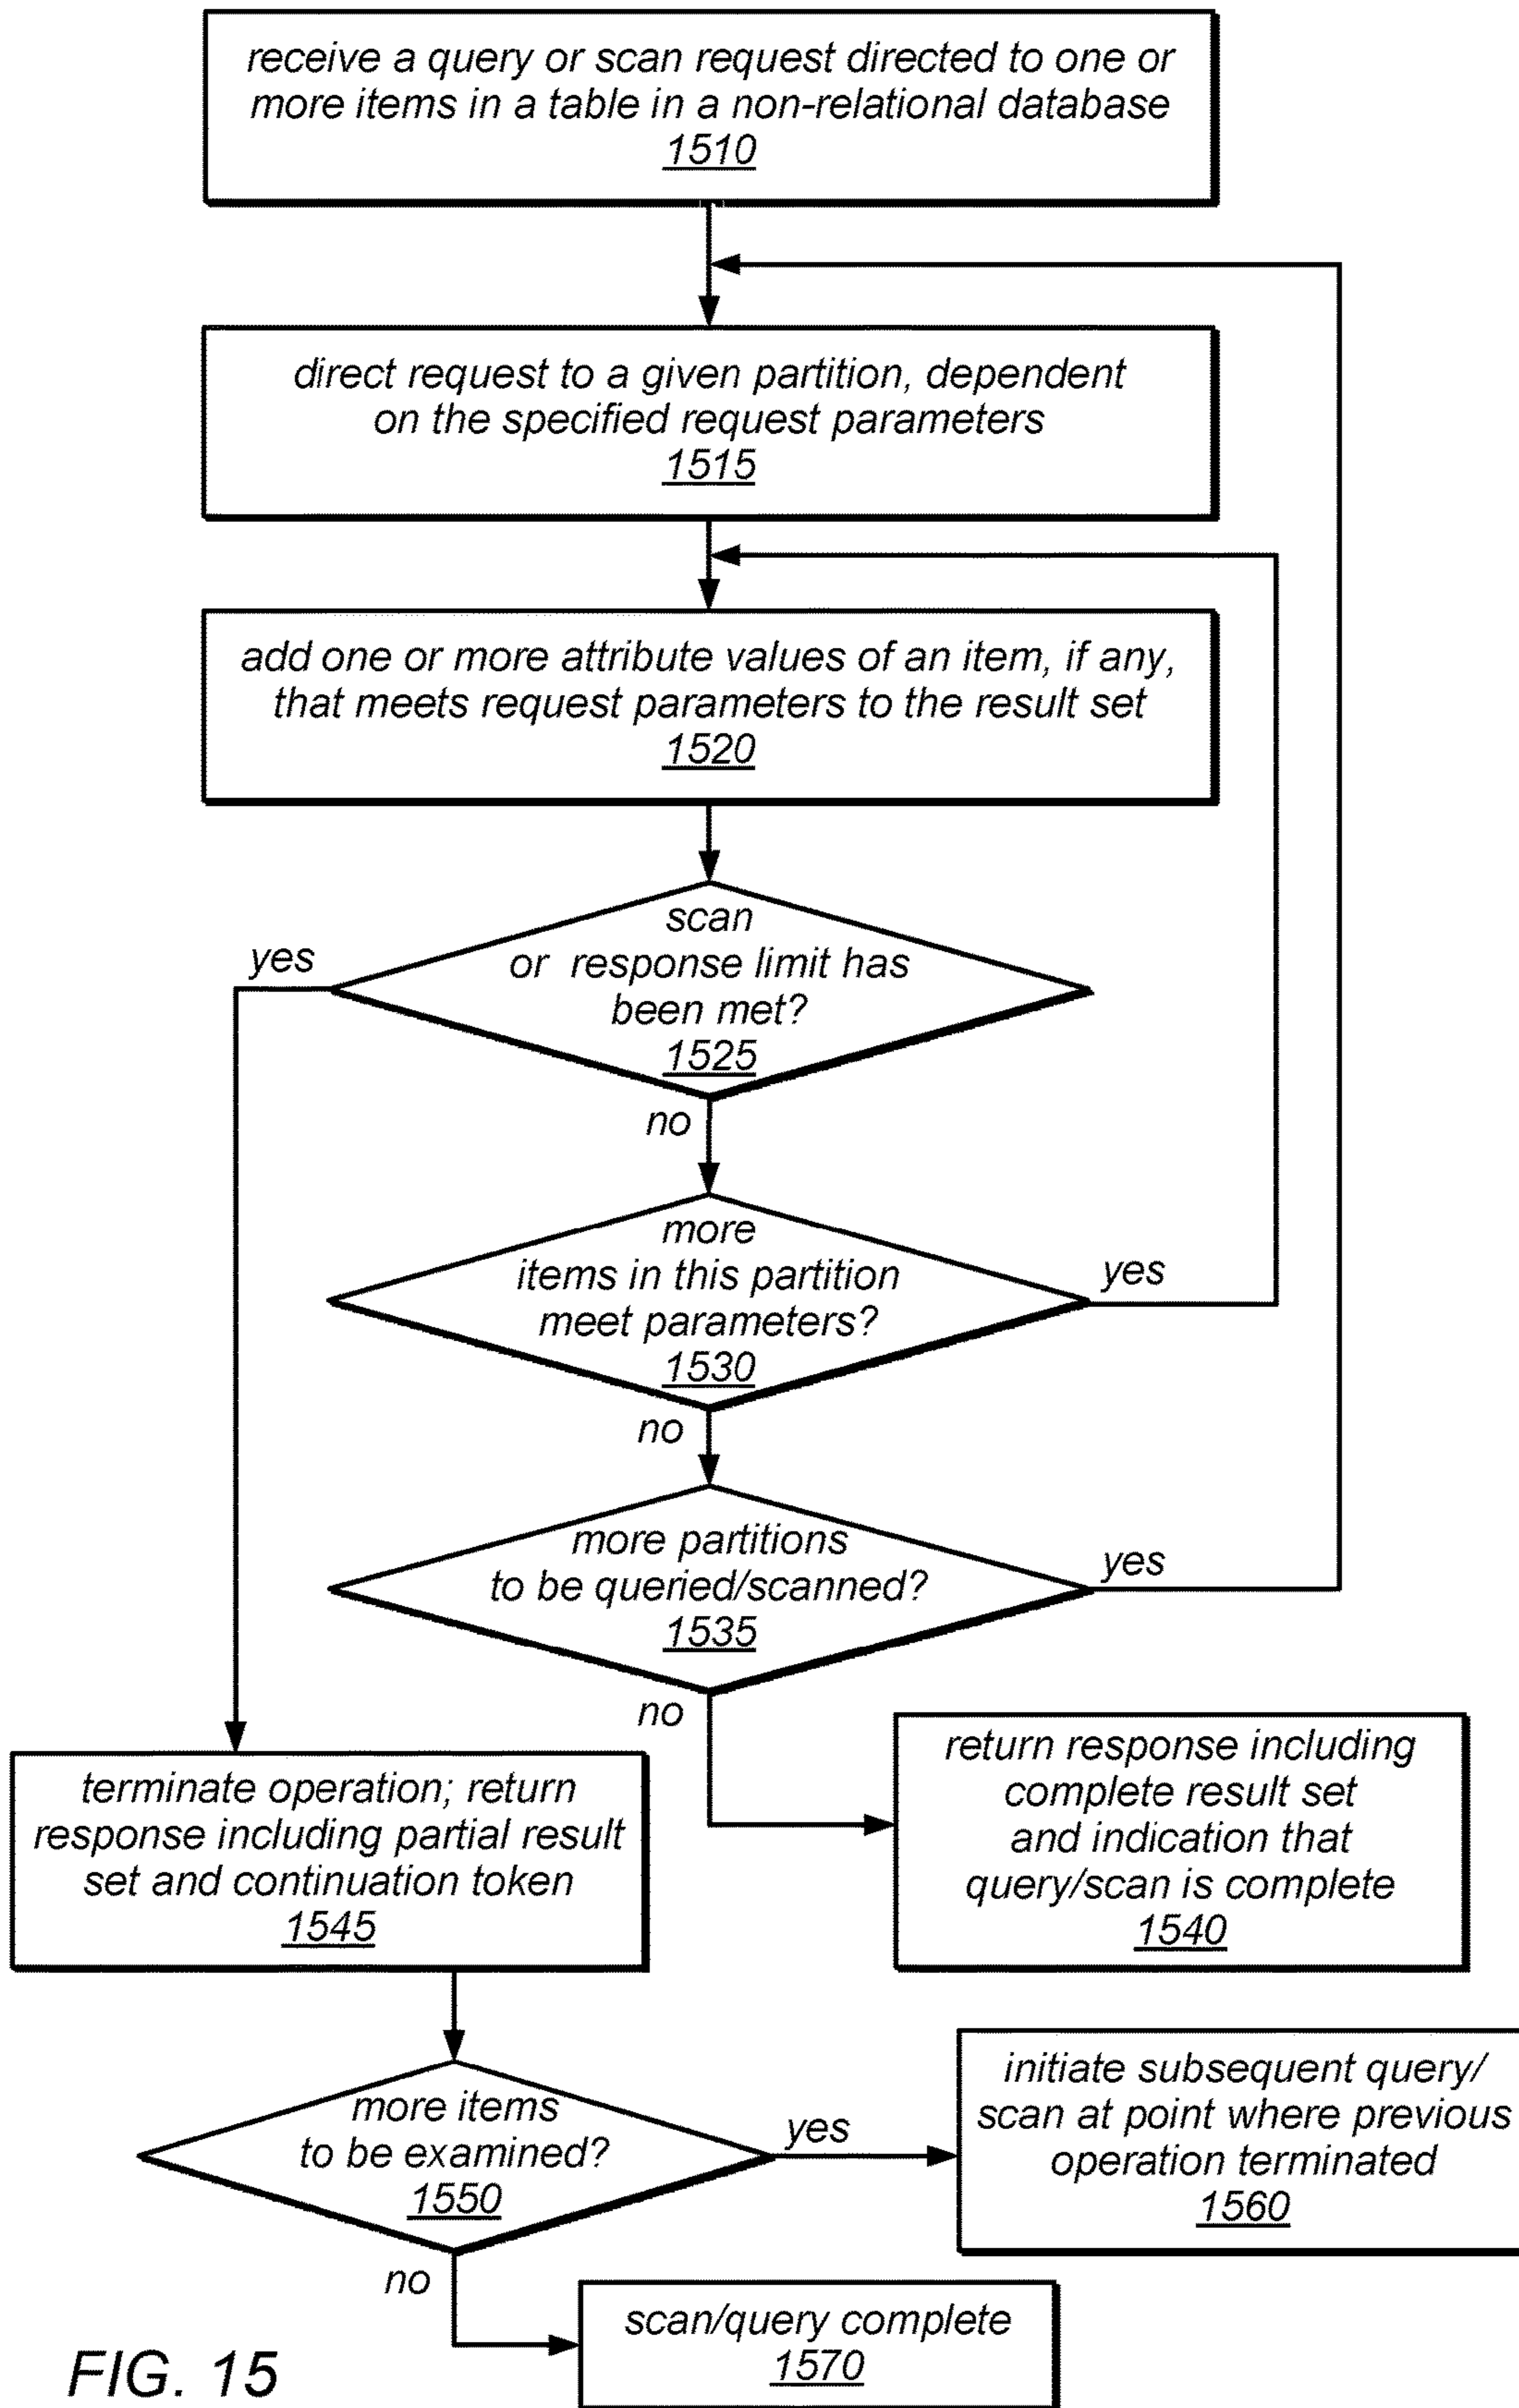 receive a query or scan request directed to one or
more items in a table in a non-relational database
1510
direct request to a given partition, dependent
on the specified request parameters
1515
add one or more attribute values of an item, if any,
that meets request parameters to the result set
1520
scan
or response limit has
been met?
1525
yes
no
more
items in this partition
meet parameters?
1530
yes
no
more partitions
to be queried/scanned?
1535
yes
no
return response including
complete result set
and indication that
query/scan is complete
1540
terminate operation; return
response including partial result
set and continuation token
1545
more items
to be examined?
1550
yes
initiate subsequent query/
scan at point where previous
operation terminated
1560
no
scan/query complete
1570
FIG. 15